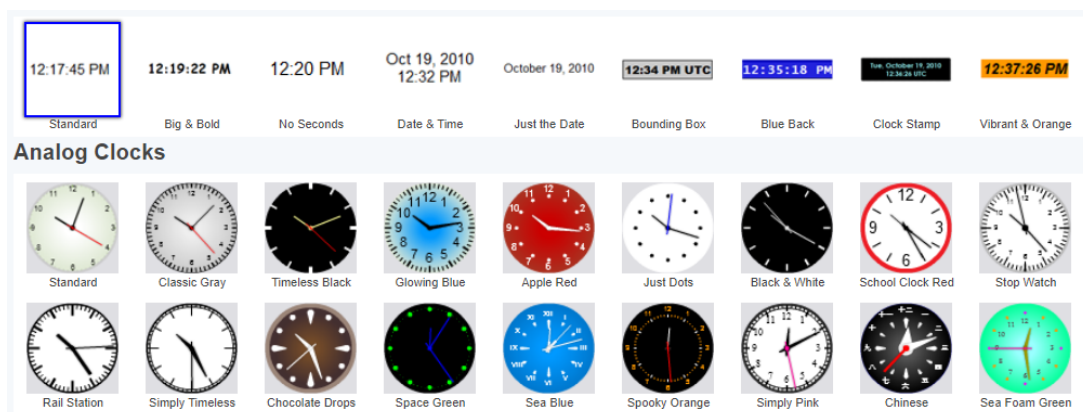 12:17:45 PM
12:19:22 PM
12:20 PM
Oct 19, 2010
12:32 PM
October 19, 2010
12:34 PM UTC
12:35:18 PM
Tue, October 19, 2010
12:36:26 UTC
12:37:26 PM
Standard
Big & Bold
No Seconds
Date & Time
Just the Date
Bounding Box
Blue Back
Clock Stamp
Vibrant & Orange
Analog Clocks
Standard
Classic Gray
Timeless Black
Glowing Blue
Apple Red
Just Dots
Black & White
School Clock Red
Stop Watch
Rail Station
Simply Timeless
Chocolate Drops
Space Green
Sea Blue
Spooky Orange
Simply Pink
Chinese
Sea Foam Green